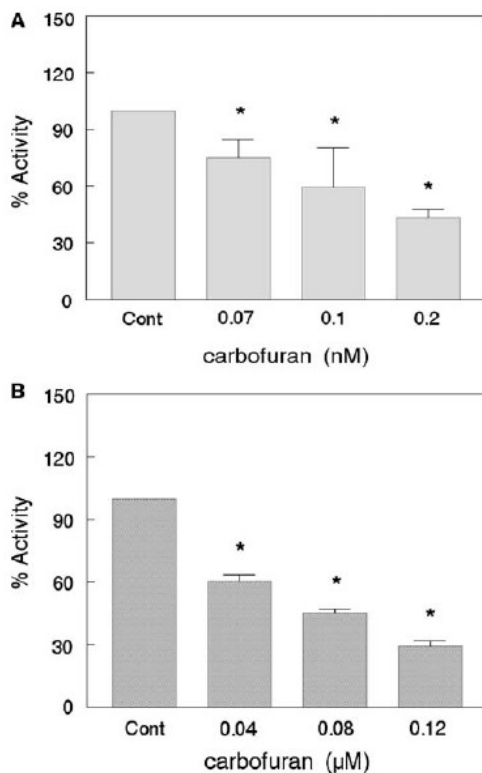 A
150
120
90
60
30
0
% Activity
*
*
*
Cont 0.07 0.1 0.2
carbofuran (nM)
B
150
120
90
60
30
0
% Activity
*
*
*
Cont 0.04 0.08 0.12
carbofuran (µM)